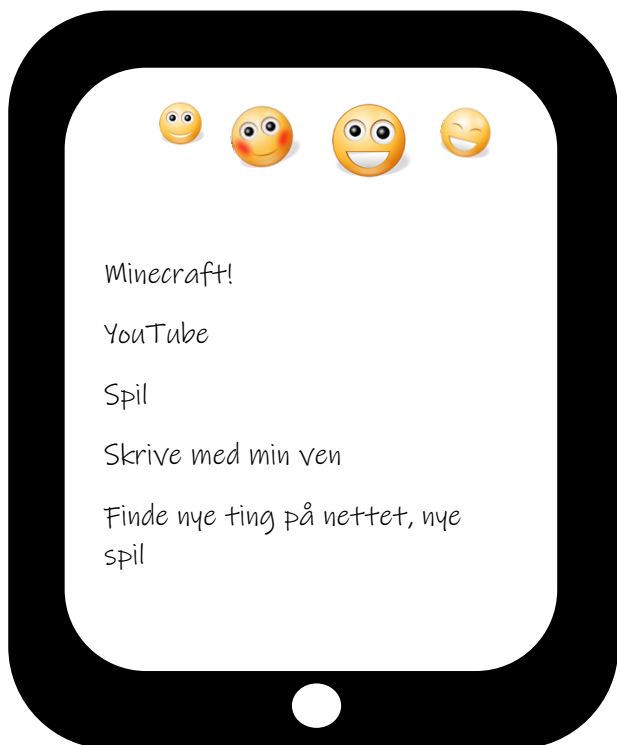 Minecraft!
YouTube
Spil
Skrive med min ven
Finde nye ting på nettet, nye
spil